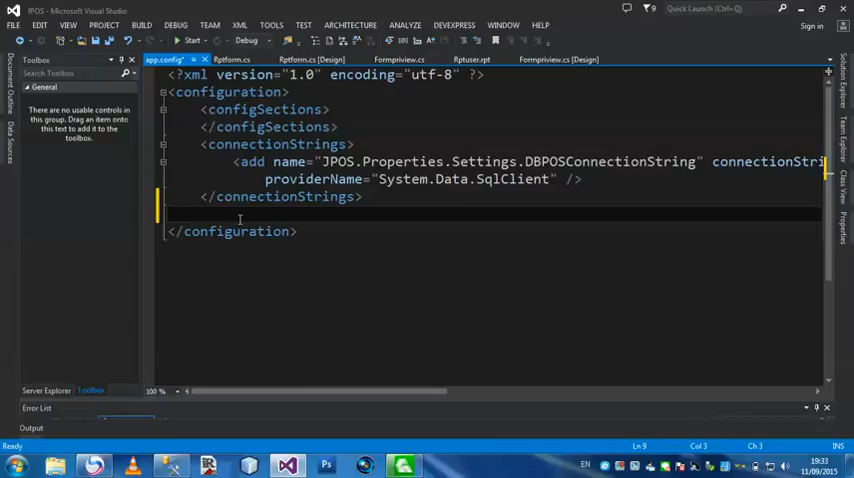 IPOS - Microsoft Visual Studio
9
Quick Launch (Ctrl+Q)
FILE EDIT VIEW PROJECT BUILD DEBUG TEAM XML TOOLS TEST ARCHITECTURE ANALYZE DEVEXPRESS WINDOW HELP
Sign in
Start Debug
Toolbox
app.config* Rptform.cs Rptform.cs [Design] Formpriview.cs Rptuser.rpt Formpriview.cs [Design]
Search Toolbox
General
There are no usable controls in
this group. Drag an item onto
this text to add it to the
toolbox.
Document Outline
Data Sources
<?xml version="1.0" encoding="utf-8" ?>
<configuration>
<configSections>
</configSections>
<connectionStrings>
<add name="JPOS.Properties.Settings.DBPOSConnectionString" connectionStri
providerName="System.Data.SqlClient" />
</connectionStrings>
</configuration>
Solution Explorer
Team Explorer
Class View
Properties
Server Explorer Toolbox
100 %
Error List
Output
Ready
Ln 9 Col 3 Ch 3 INS
Ps
EN
19:33
11/09/2015